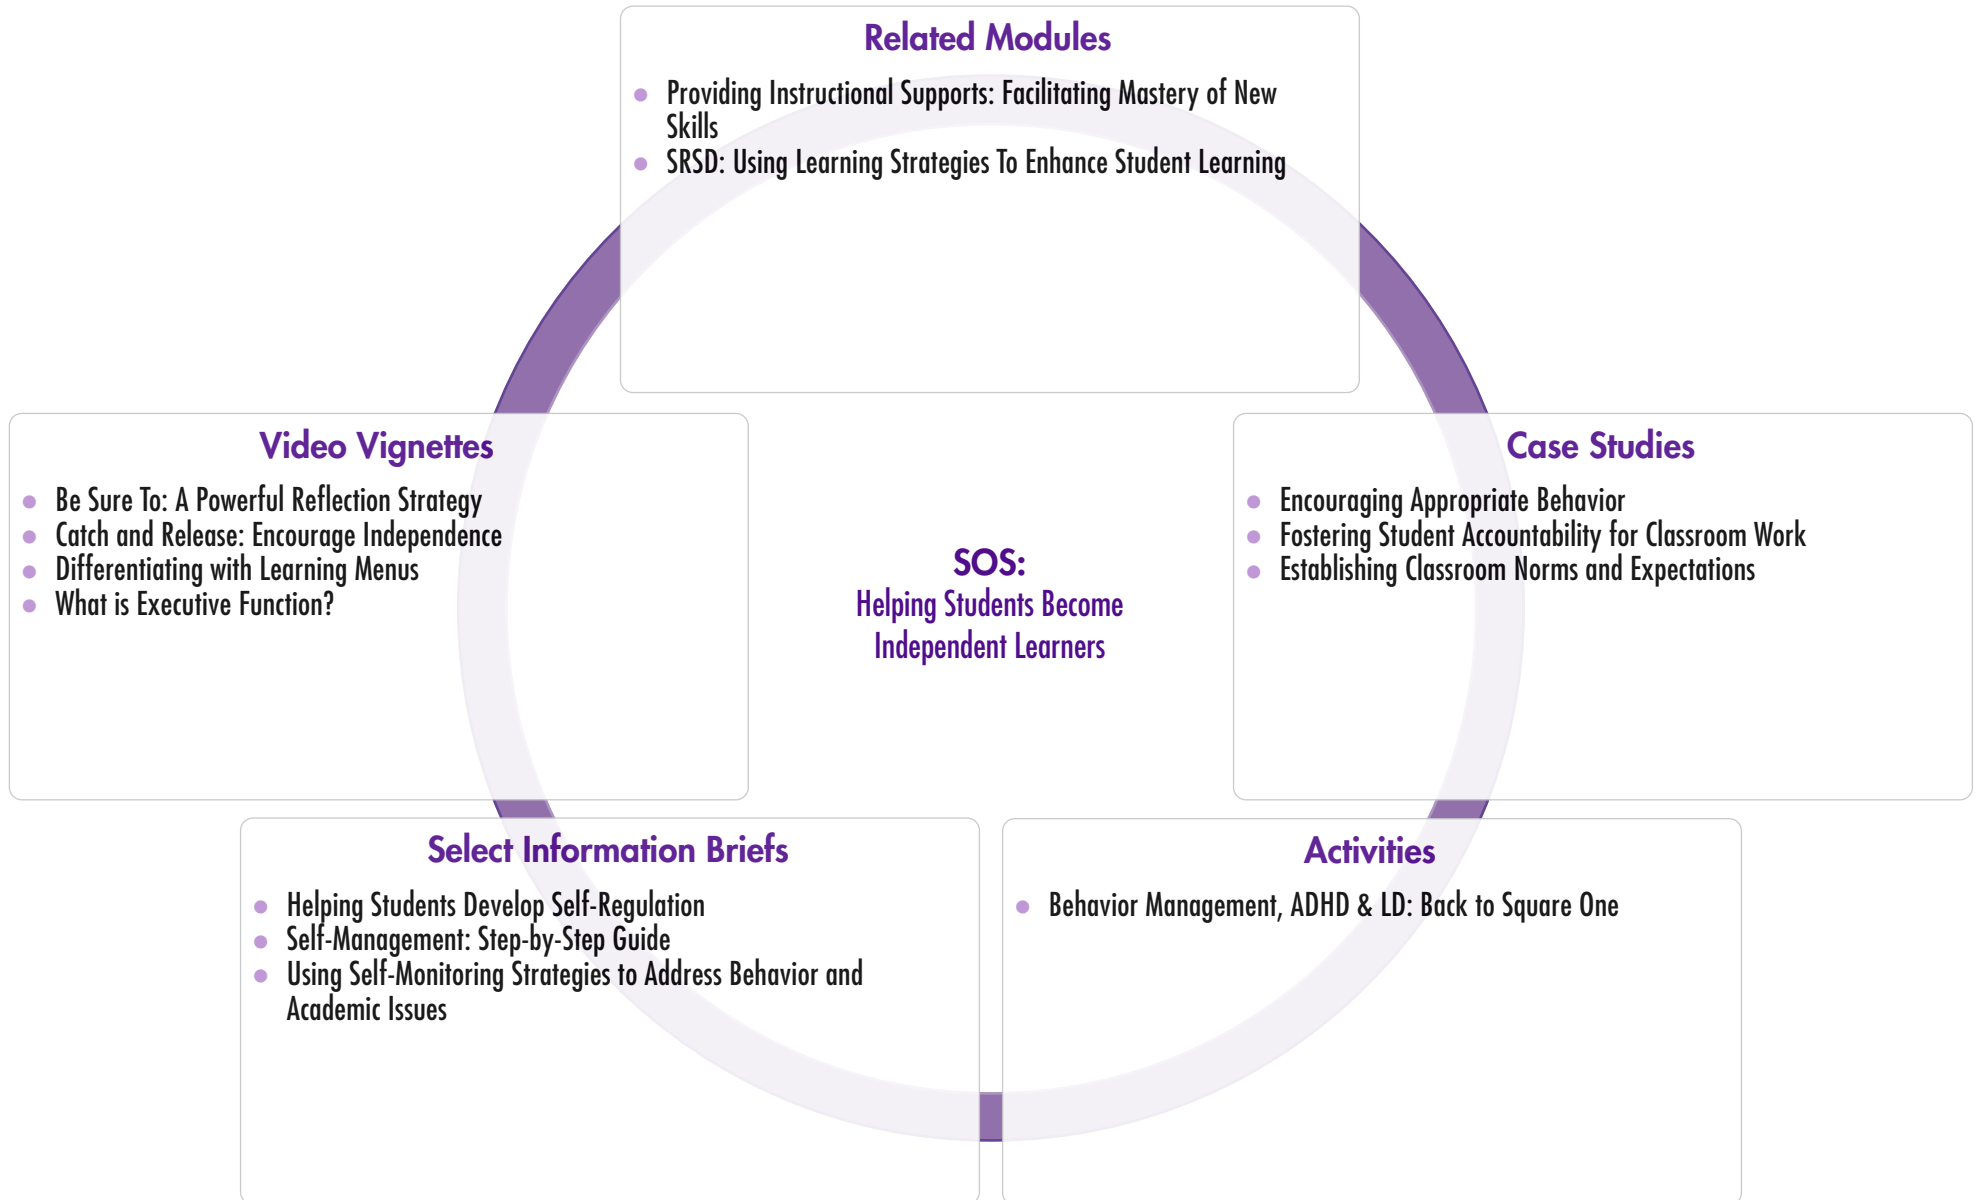 Related Modules
Providing Instructional Supports: Facilitating Mastery of New
Skills
SRSD: Using Learning Strategies To Enhance Student Learning
Video Vignettes
Be Sure To: A Powerful Reflection Strategy
Catch and Release: Encourage Independence
Differentiating with Learning Menus
What is Executive Function?
SOS:
Helping Students Become
Independent Learners
Case Studies
Encouraging Appropriate Behavior
Fostering Student Accountability for Classroom Work
Establishing Classroom Norms and Expectations
Select Information Briefs
Helping Students Develop Self-Regulation
Self-Management: Step-by-Step Guide
Using Self-Monitoring Strategies to Address Behavior and
Academic Issues
Activities
Behavior Management, ADHD & LD: Back to Square One